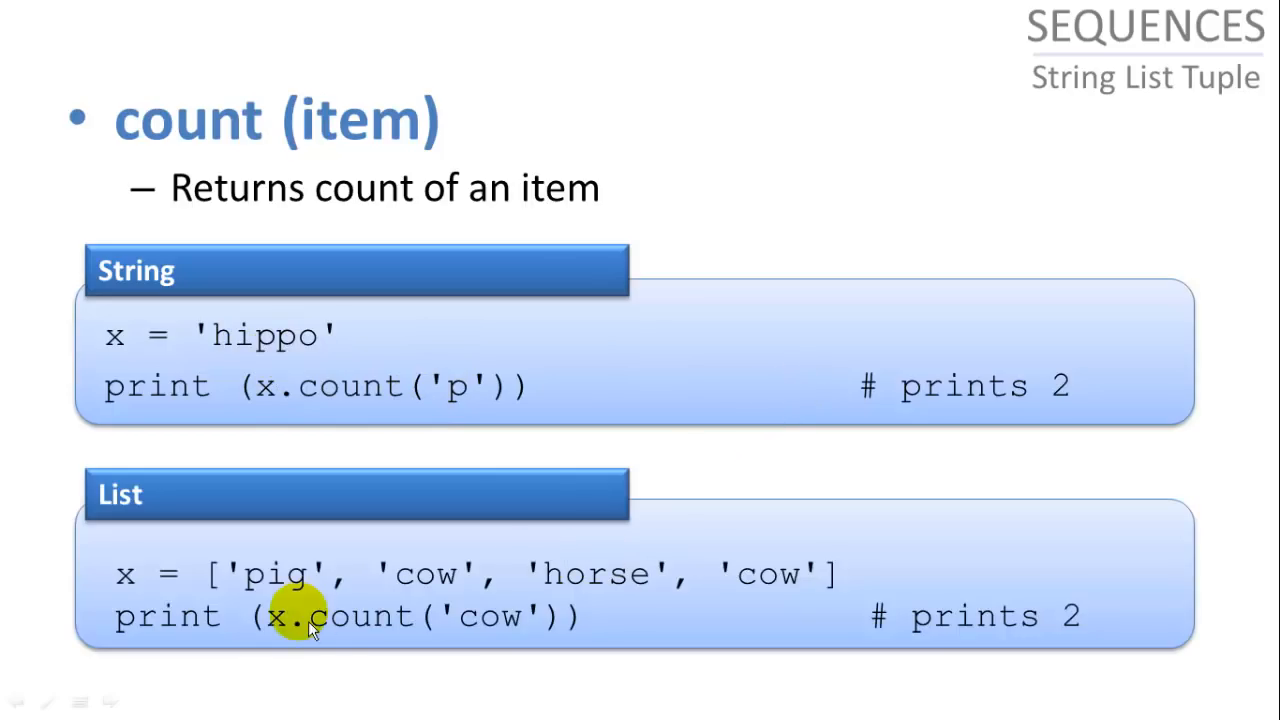 SEQUENCES
String List Tuple
• count (item)
– Returns count of an item
String
x = 'hippo'
print (x.count('p')) # prints 2
List
x = ['pig', 'cow', 'horse', 'cow']
print (x.count('cow')) # prints 2